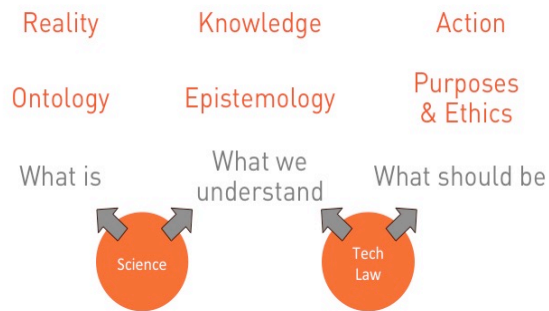 Reality Knowledge Action
Ontology Epistemology Purposes
& Ethics
What is What we
understand What should be
Science Tech
Law